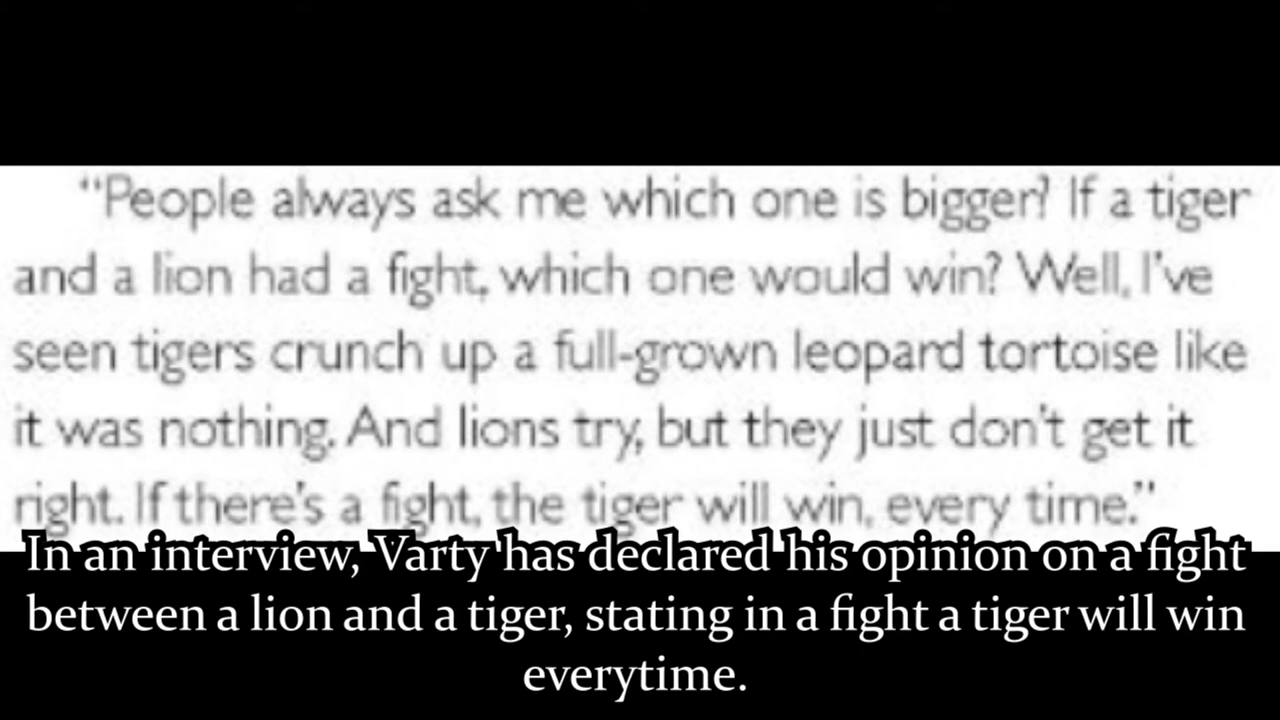 “People always ask me which one is bigger? If a tiger
and a lion had a fight, which one would win? Well, I’ve
seen tigers crunch up a full-grown leopard tortoise like
it was nothing. And lions try, but they just don’t get it
right. If there’s a fight, the tiger will win, every time.”
In an interview, Varty has declared his opinion on a fight
between a lion and a tiger, stating in a fight a tiger will win
everytime.